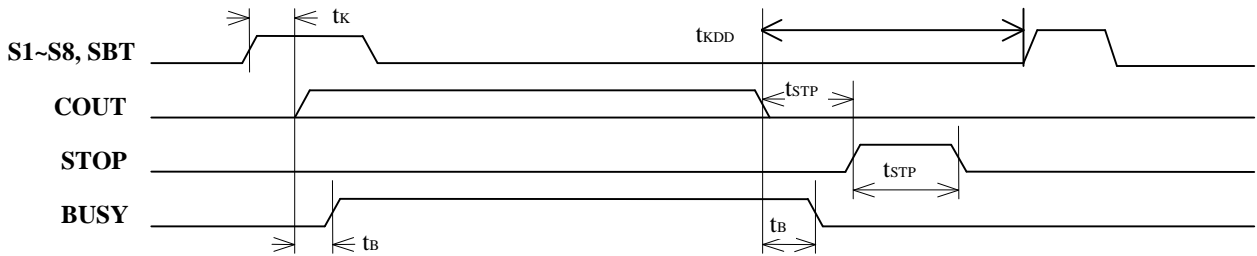 tK
S1~S8, SBT
tKDD
COUT
tSTP
STOP
tSTP
BUSY
tB
tB